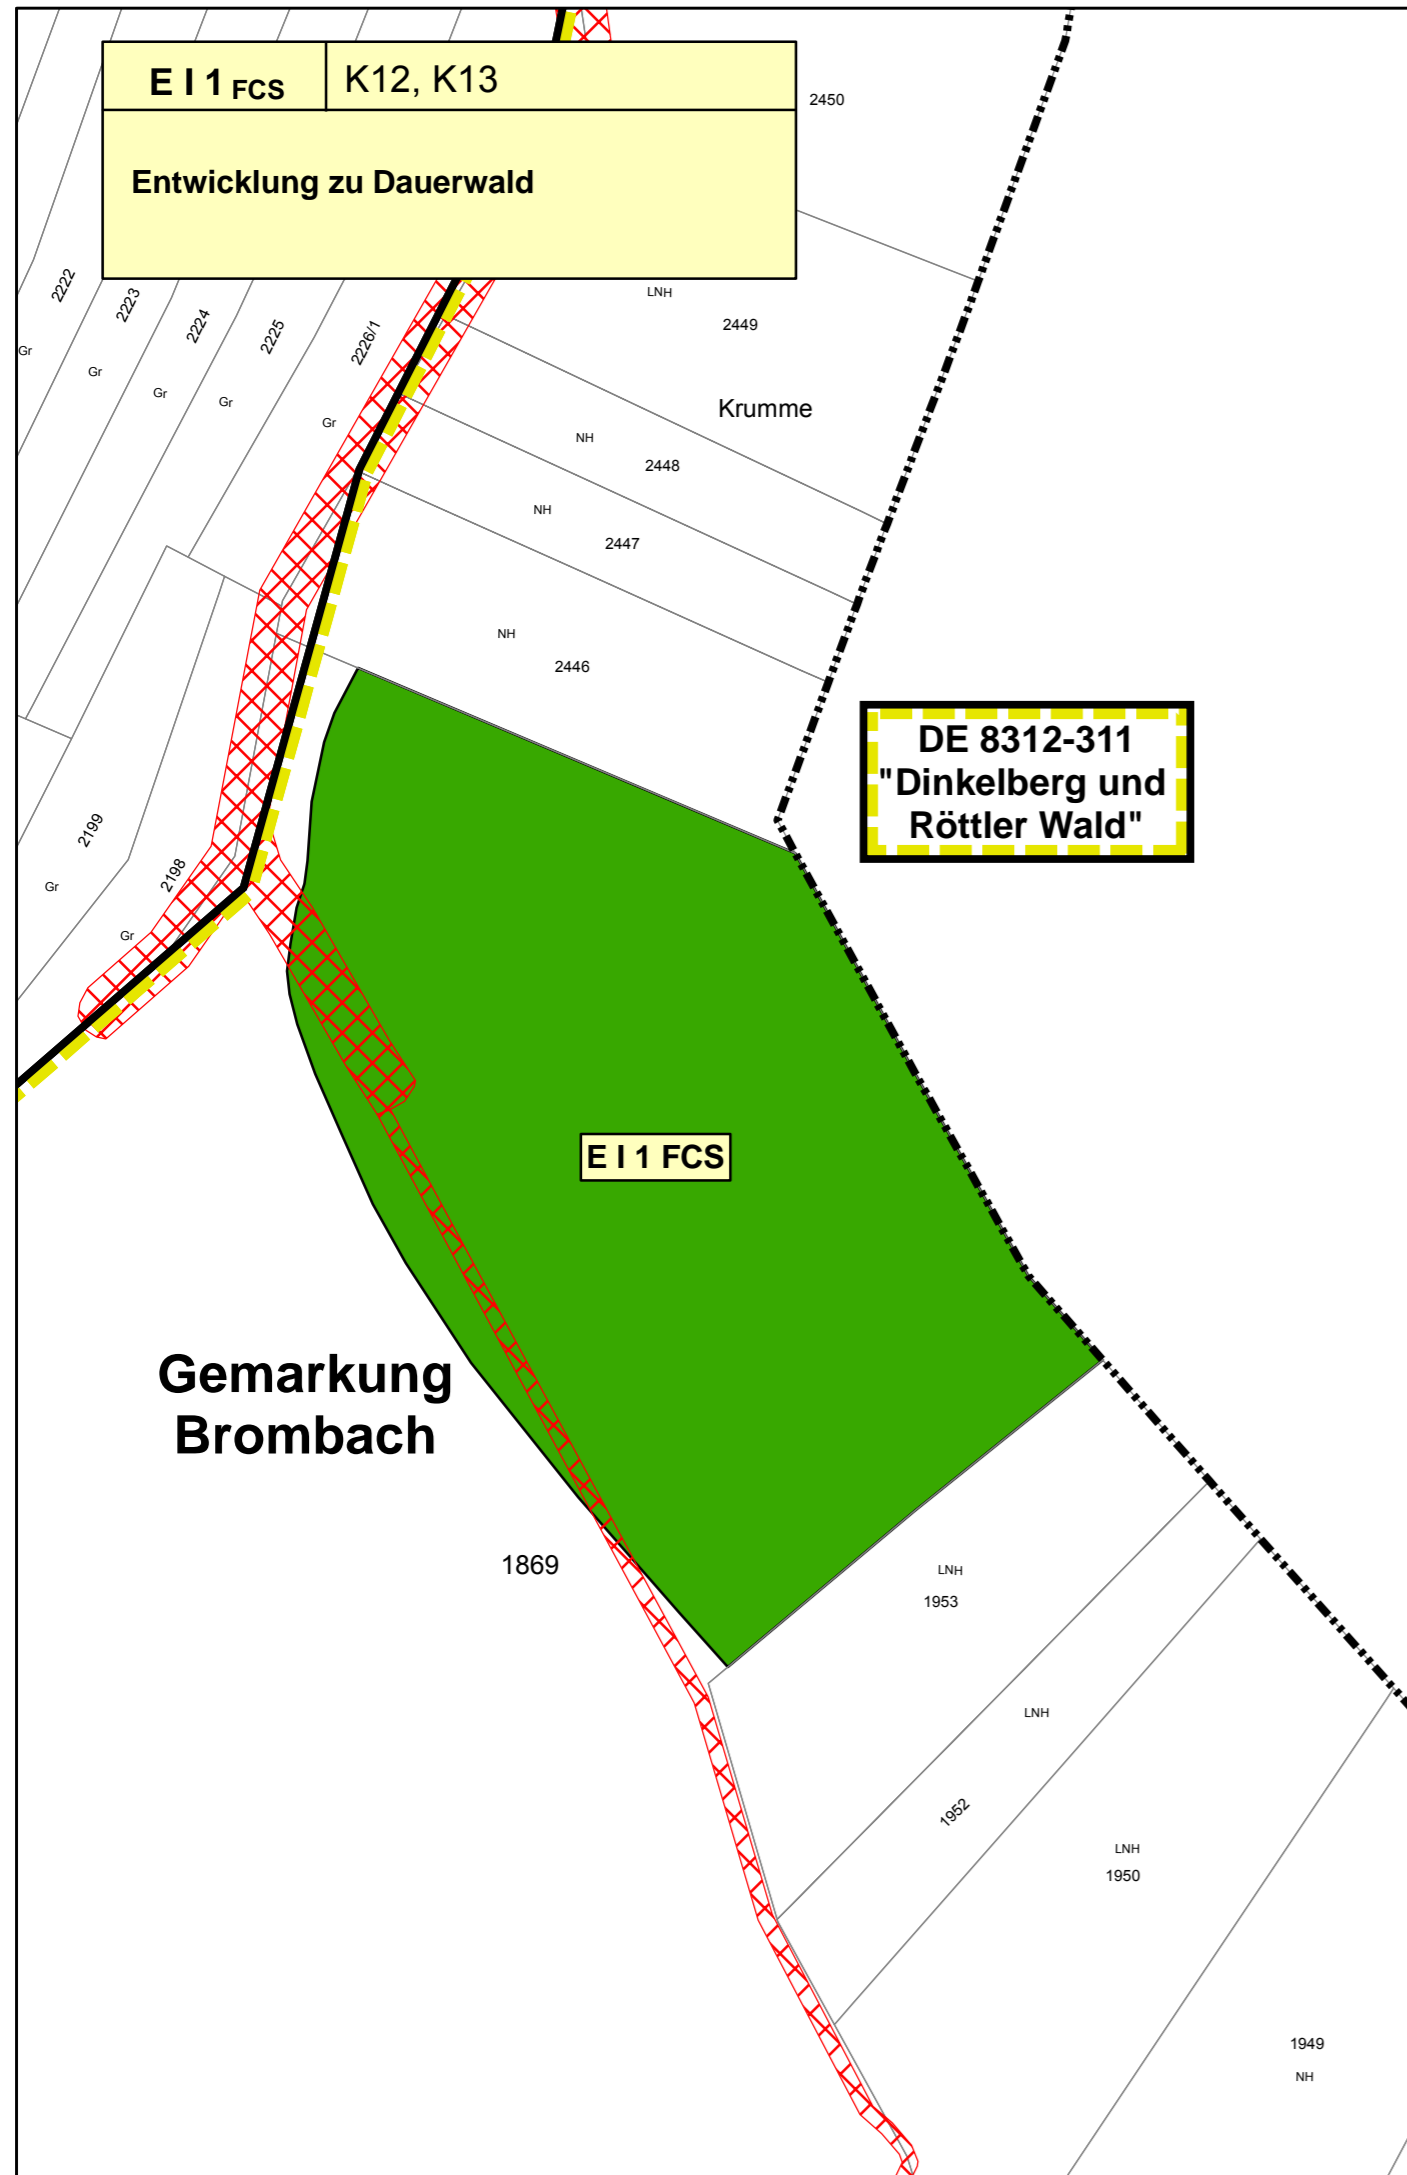 E I 1 FCS
K12, K13
Entwicklung zu Dauerwald
2450
2222
2223
2224
2225
2226/1
Gr
Gr
Gr
Gr
Gr
LNH
2449
Krumme
NH
2448
NH
2447
NH
2446
DE 8312-311
"Dinkelberg und
Röttler Wald"
2199
2198
Gr
Gr
E I 1 FCS
Gemarkung
Brombach
1869
LNH
1953
LNH
1952
LNH
1950
1949
NH